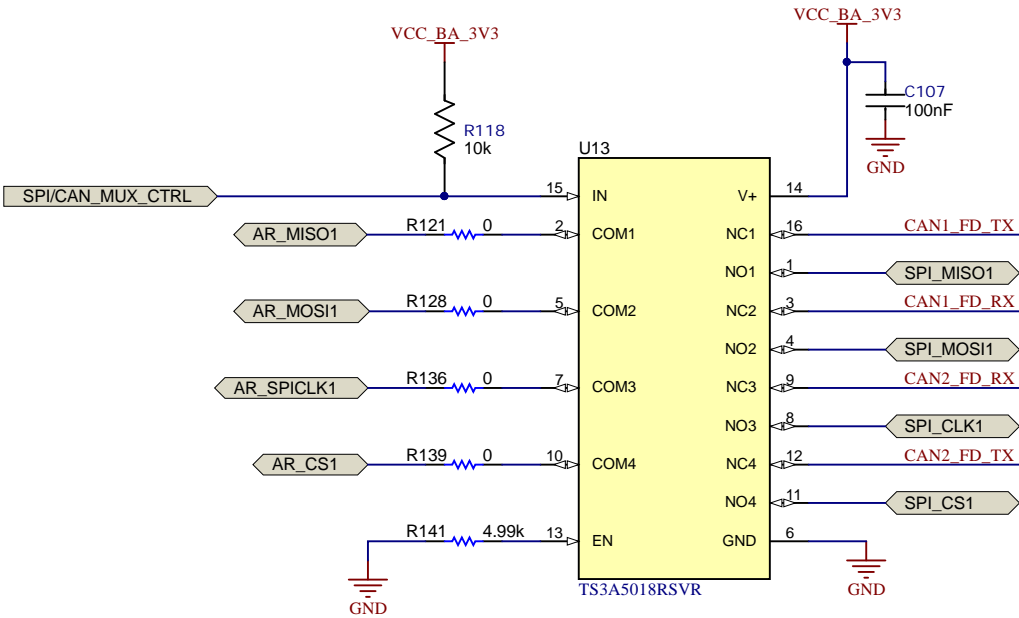 VCC_BA_3V3
VCC_BA_3V3
C107
100nF
GND
R118
10k
U13
SPI/CAN_MUX_CTRL
15 IN
V+ 14
AR_MISO1 R121 0 2 COM1
NC1 16 CAN1_FD_TX
NO1 1 SPI_MISO1
AR_MOSI1 R128 0 5 COM2
NC2 3 CAN1_FD_RX
NO2 4 SPI_MOSI1
AR_SPICLK1 R136 0 7 COM3
NC3 9 CAN2_FD_RX
NO3 8 SPI_CLK1
AR_CS1 R139 0 10 COM4
NC4 12 CAN2_FD_TX
NO4 11 SPI_CS1
R141 4.99k 13 EN
GND 6
TS3A5018RSVR
GND
GND